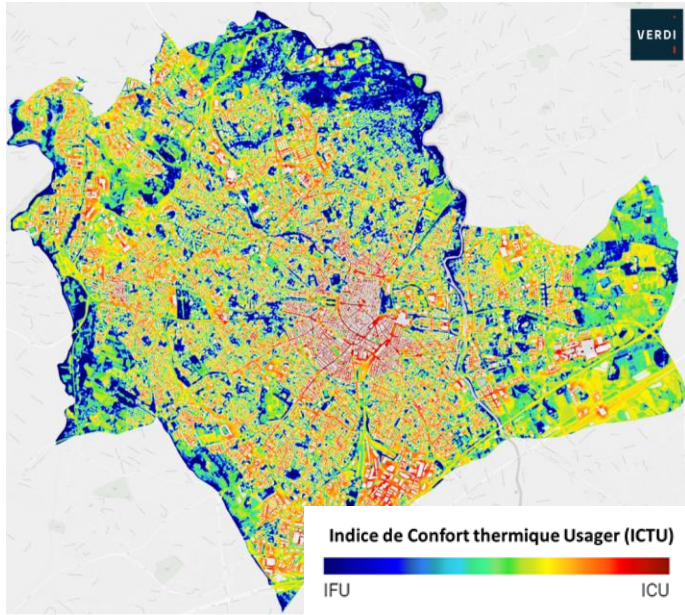 VERDI
Indice de Confort thermique Usager (ICTU)
IFU
ICU